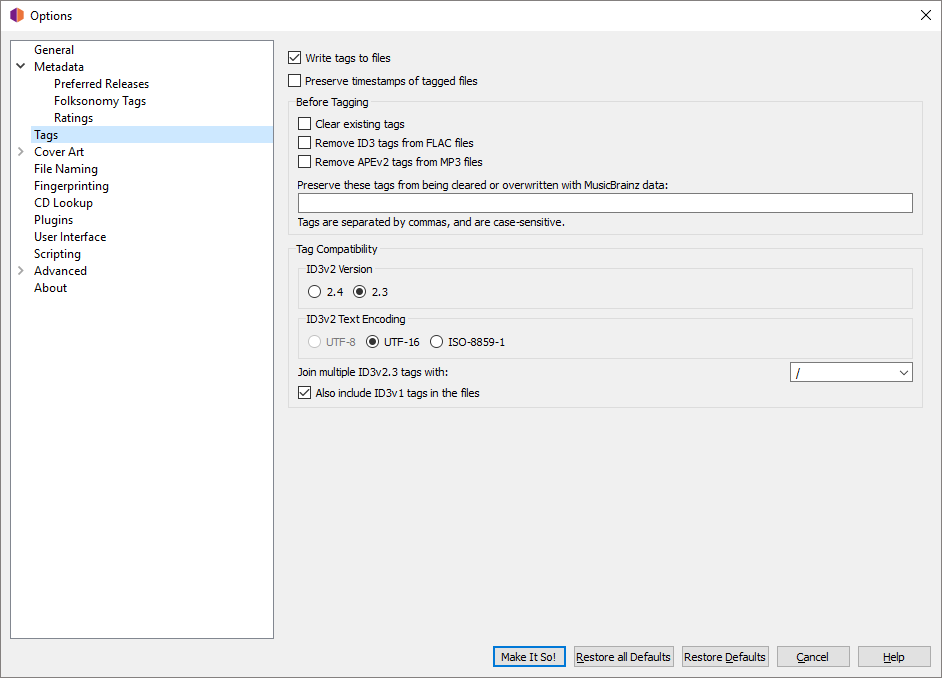 Options
General
Metadata
Preferred Releases
Folksonomy Tags
Ratings
Tags
Cover Art
File Naming
Fingerprinting
CD Lookup
Plugins
User Interface
Scripting
Advanced
About
Write tags to files
Preserve timestamps of tagged files
Before Tagging
Clear existing tags
Remove ID3 tags from FLAC files
Remove APEv2 tags from MP3 files
Preserve these tags from being cleared or overwritten with MusicBrainz data:
Tags are separated by commas, and are case-sensitive.
Tag Compatibility
ID3v2 Version
2.4 2.3
ID3v2 Text Encoding
UTF-8 UTF-16 ISO-8859-1
Join multiple ID3v2.3 tags with: /
Also include ID3v1 tags in the files
Make It So! Restore all Defaults Restore Defaults Cancel Help